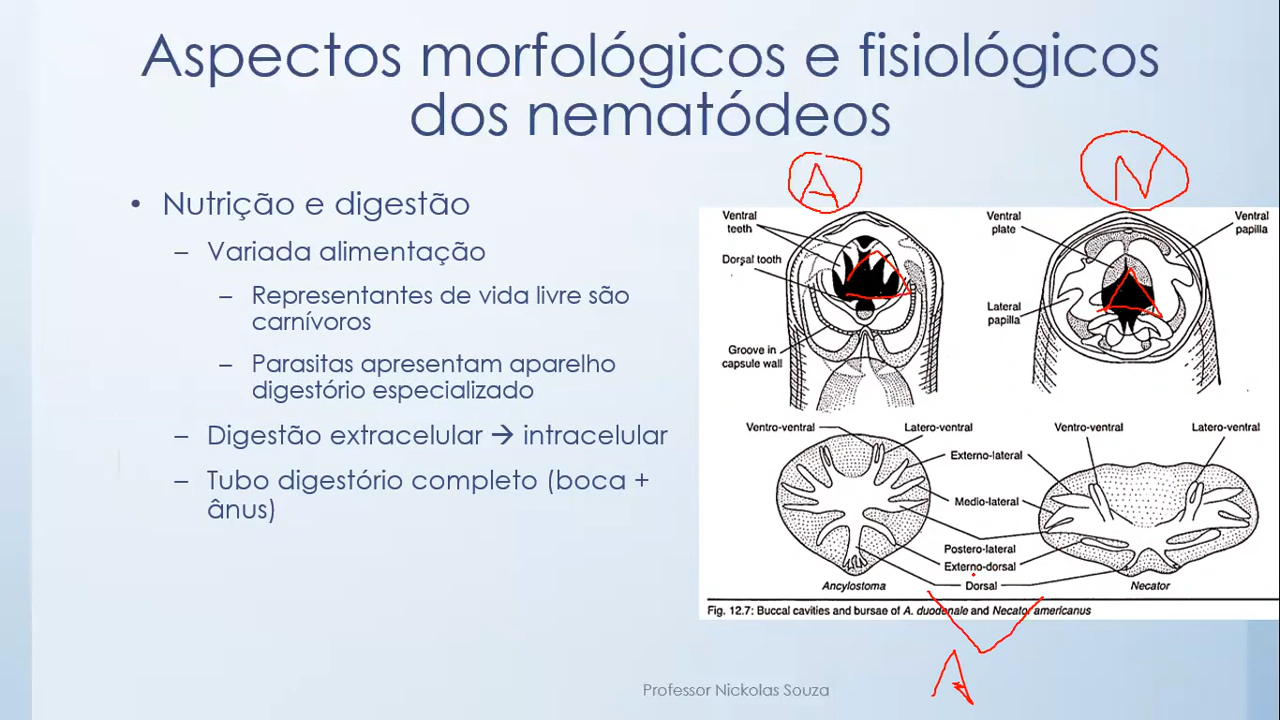 Aspectos morfológicos e fisiológicos
dos nematódeos
• Nutrição e digestão
– Variada alimentação
– Representantes de vida livre são
carnívoros
– Parasitas apresentam aparelho
digestório especializado
– Digestão extracelular → intracelular
– Tubo digestório completo (boca +
ânus)
A
N
Ventral
teeth
Dorsal tooth
Groove in
capsule wall
Ventral
plate
Ventral
papilla
Lateral
papilla
Ventro-ventral
Latero-ventral
Ventro-ventral
Latero-ventral
Externo-lateral
Medio-lateral
Postero-lateral
Externo-dorsal
Dorsal
Ancylostoma
Necator
Fig. 12.7: Buccal cavities and bursae of A. duodenale and Necator americanus
A
Professor Nickolas Souza